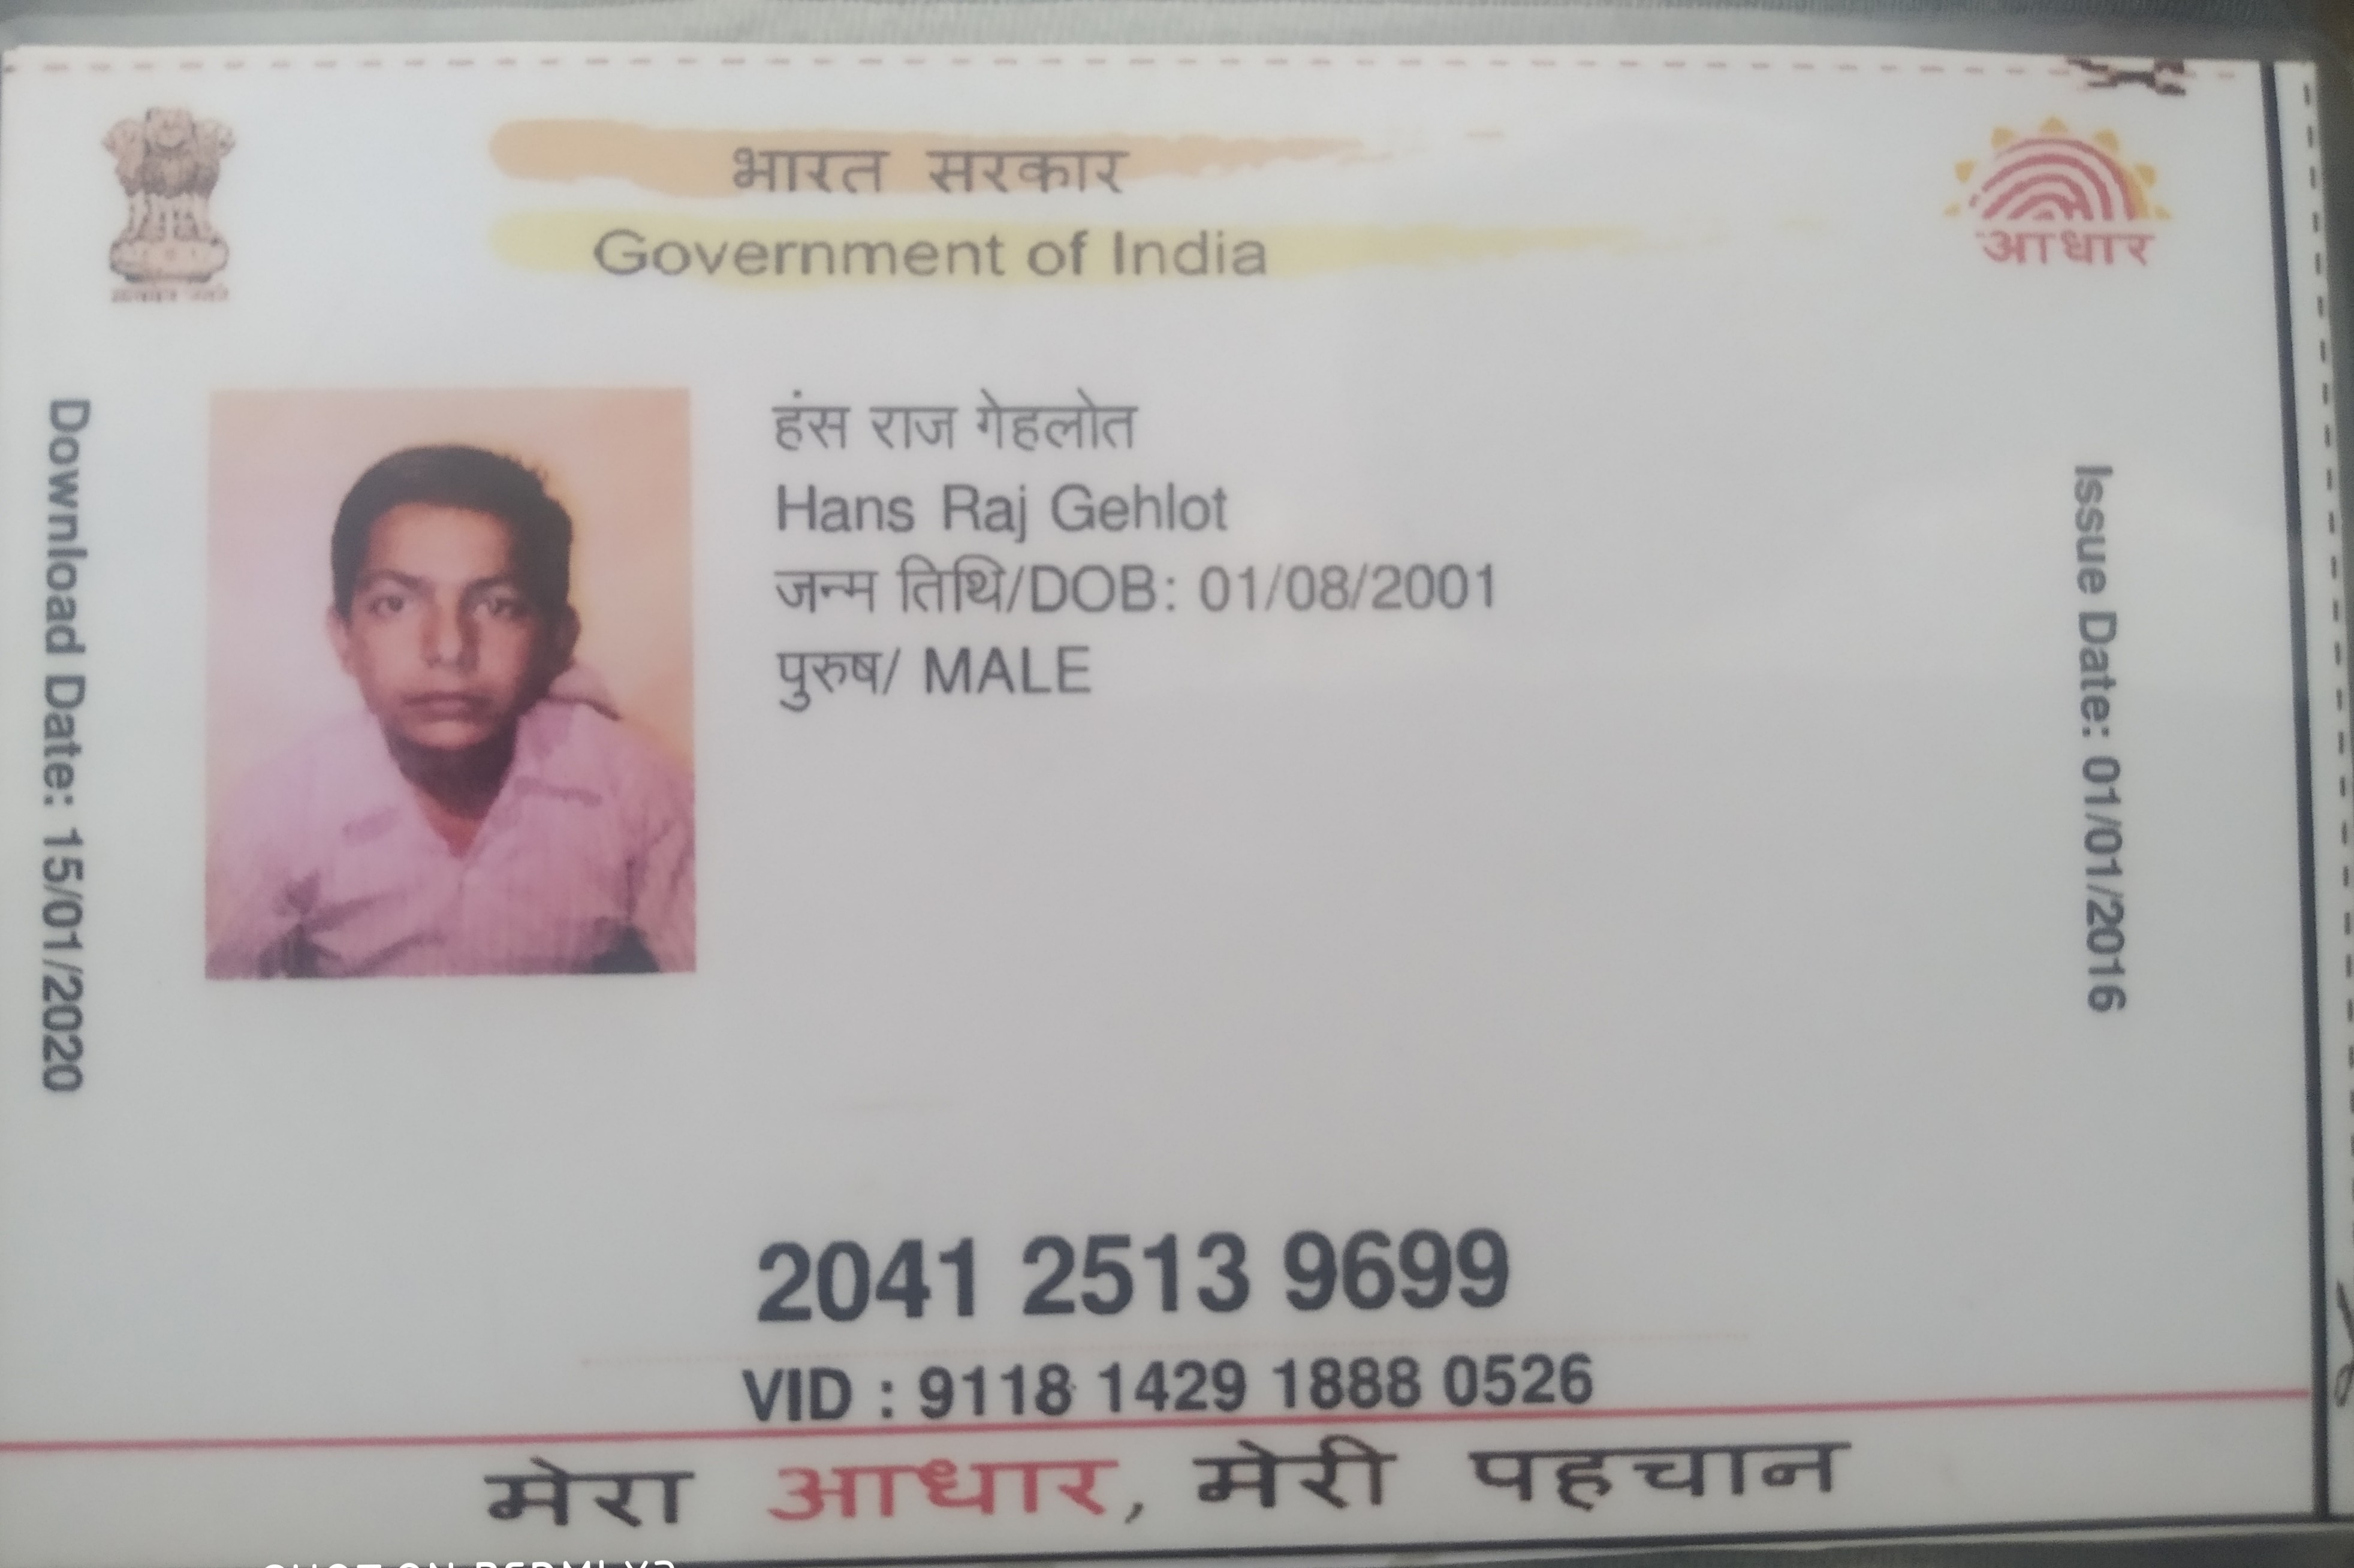 भारत सरकार
Government of India
आधार
Download Date: 15/01/2020
हंस राज गेहलोत
Hans Raj Gehlot
जन्म तिथि/DOB: 01/08/2001
पुरुष/ MALE
Issue Date: 01/01/2016
2041 2513 9699
VID : 9118 1429 1888 0526
मेरा आधार, मेरी पहचान